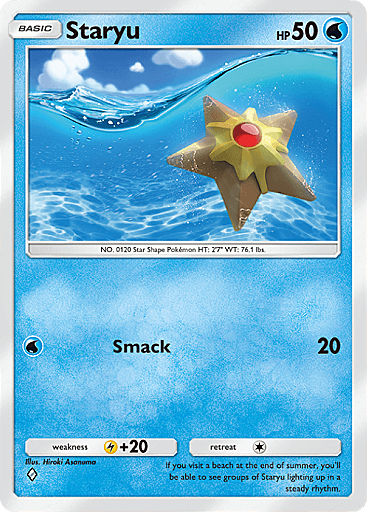 BASIC
Staryu
HP 50
NO. 0120 Star Shape Pokémon HT: 2'7" WT: 76.1 lbs.
Smack 20
weakness +20 retreat
Illus. Hiroki Asanuma
If you visit a beach at the end of summer, you'll
be able to see groups of Staryu lighting up in a
steady rhythm.